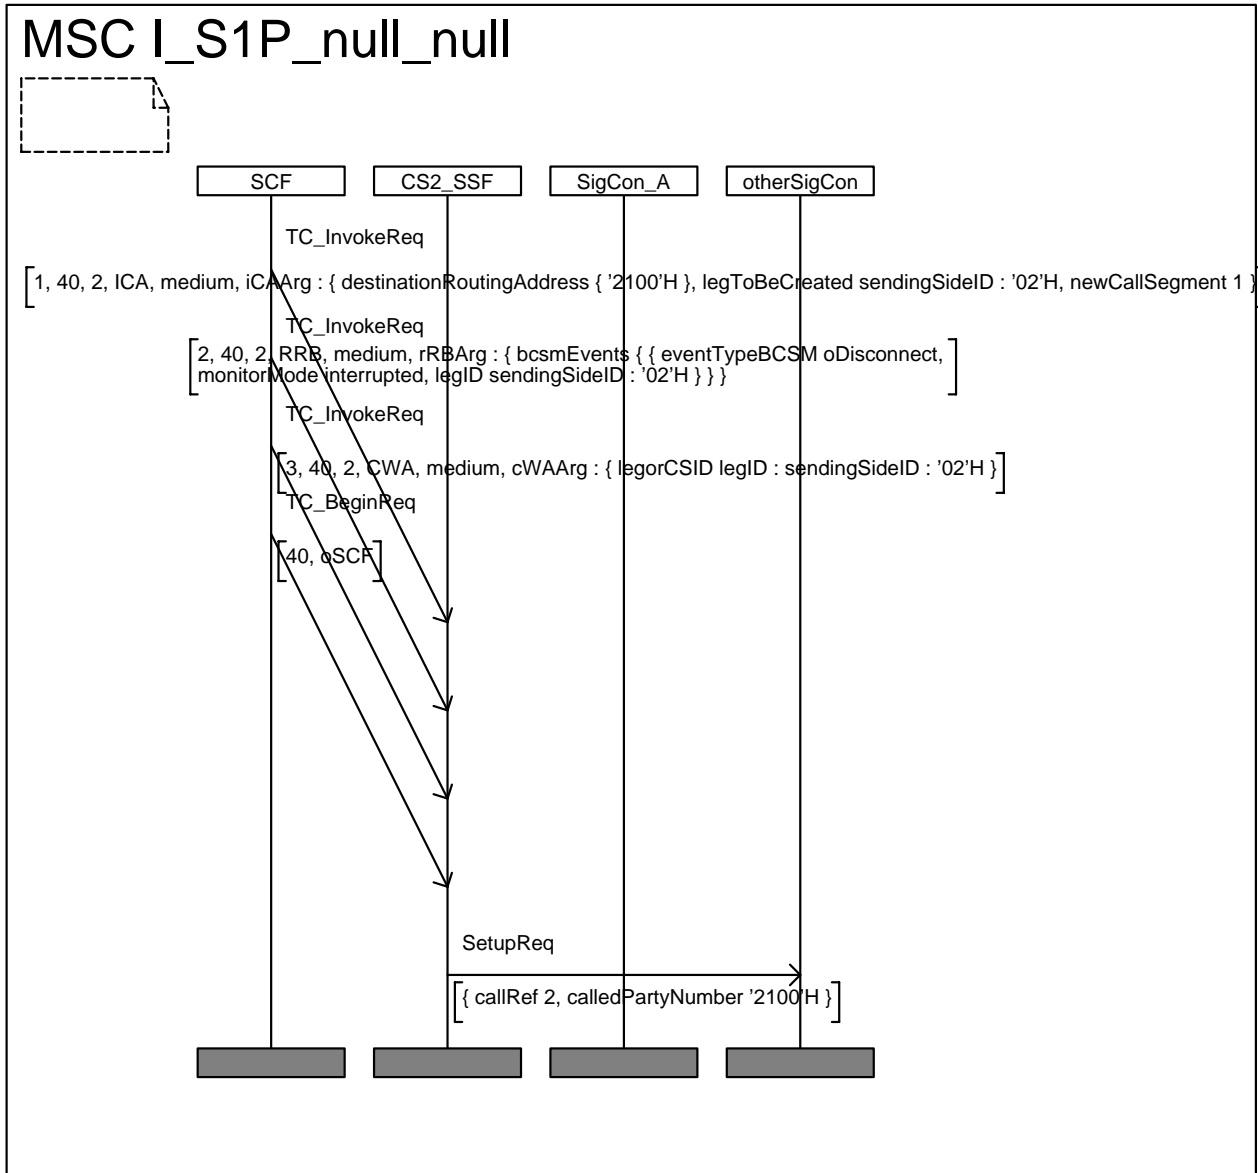 MSC I_S1P_null_null
SCF
CS2_SSF
SigCon_A
otherSigCon
TC_InvokeReq
1, 40, 2, ICA, medium, iCAArg : { destinationRoutingAddress { '2100'H }, legToBeCreated sendingSideID : '02'H, newCallSegment 1 }
TC_InvokeReq
2, 40, 2, RRB, medium, rRBArg : { bcsmEvents { { eventTypeBCSM oDisconnect,
monitorMode interrupted, legID sendingSideID : '02'H } } }
TC_InvokeReq
3, 40, 2, CWA, medium, cWAArg : { legorCSID legID : sendingSideID : '02'H }
TC_BeginReq
40, oSCF
SetupReq
{ callRef 2, calledPartyNumber '2100'H }